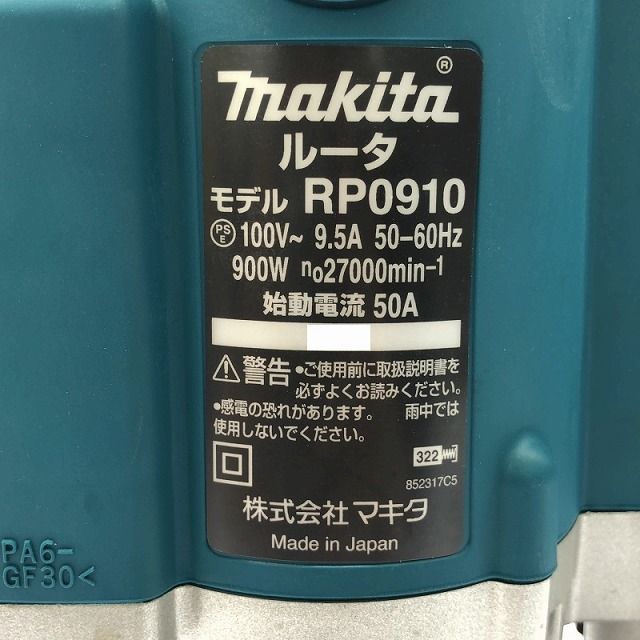 makita®
ルータ
モデル RP0910
PSE 100V~ 9.5A 50-60Hz
900W n₀27000min-1
始動電流 50A
警告 •ご使用前に取扱説明書を
必ずよくお読みください。
•感電の恐れがあります。 雨中では
使用しないでください。
322
852317C5
株式会社 マキタ
Made in Japan
PA6-
GF30<